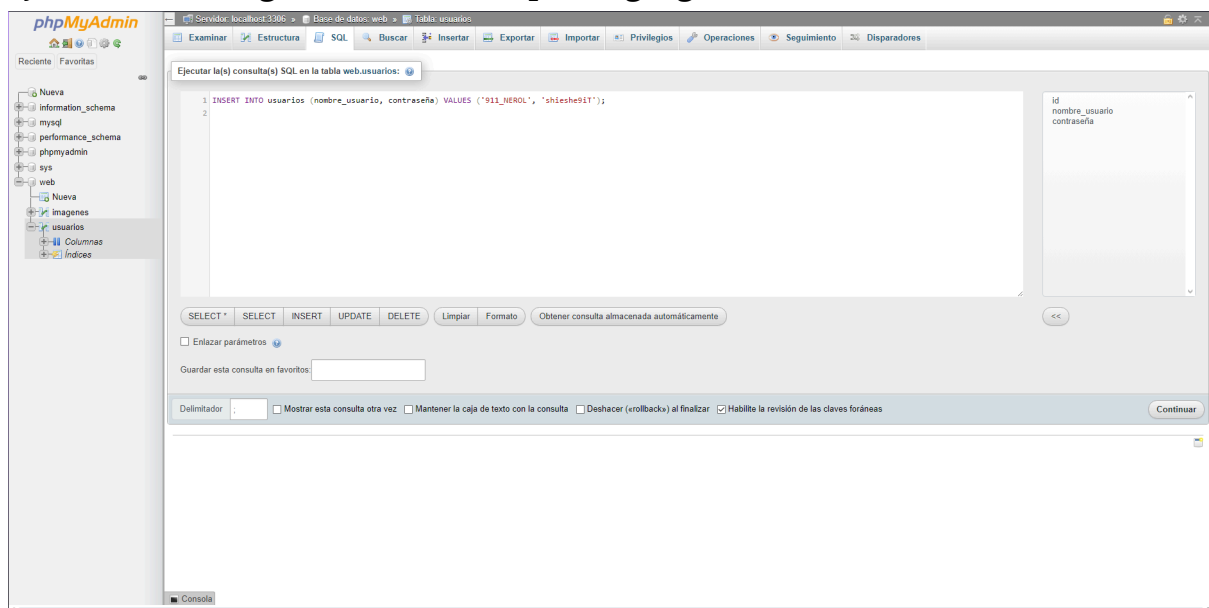 phpMyAdmin
Reciente Favoritas
Nueva
information_schema
mysql
performance_schema
phpmyadmin
sys
web
Nueva
imagenes
usuarios
Columnas
Índices
Servidor: localhost:3306 » Base de datos: web » Tabla: usuarios
Examinar Estructura SQL Buscar Insertar Exportar Importar Privilegios Operaciones Seguimiento Disparadores
Ejecutar la(s) consulta(s) SQL en la tabla web.usuarios:
1 INSERT INTO usuarios (nombre_usuario, contraseña) VALUES ('911_NEROL', 'shieshe9iT');
2
id
nombre_usuario
contraseña
SELECT * SELECT INSERT UPDATE DELETE Limpiar Formato Obtener consulta almacenada automáticamente <<
Enlazar parámetros
Guardar esta consulta en favoritos:
Delimitador ; Mostrar esta consulta otra vez Mantener la caja de texto con la consulta Deshacer («rollback») al finalizar Habilite la revisión de las claves foráneas Continuar
Consola